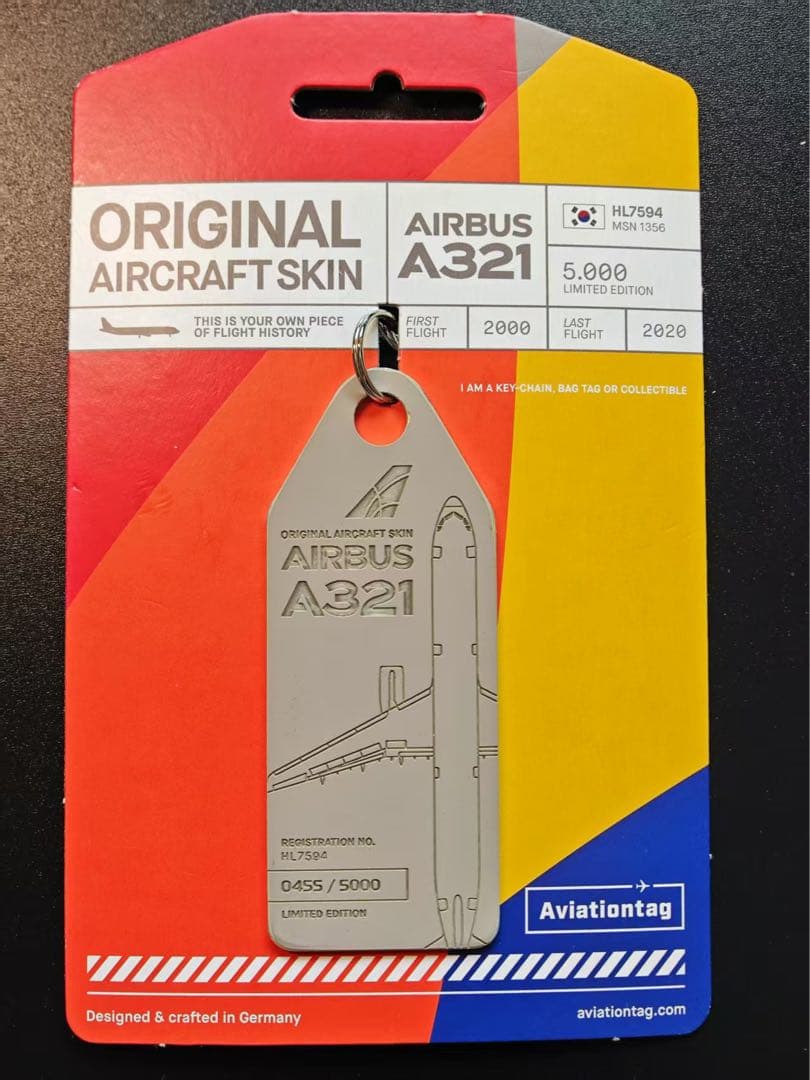 ORIGINAL
AIRCRAFT SKIN
AIRBUS
A321
HL7594
MSN 1356
5.000
LIMITED EDITION
THIS IS YOUR OWN PIECE
OF FLIGHT HISTORY
FIRST
FLIGHT
2000
LAST
FLIGHT
2020
I AM A KEY-CHAIN, BAG TAG OR COLLECTIBLE
ORIGINAL AIRCRAFT SKIN
AIRBUS
A321
REGISTRATION NO.
HL7594
0455 / 5000
LIMITED EDITION
Aviationtag
Designed & crafted in Germany
aviationtag.com